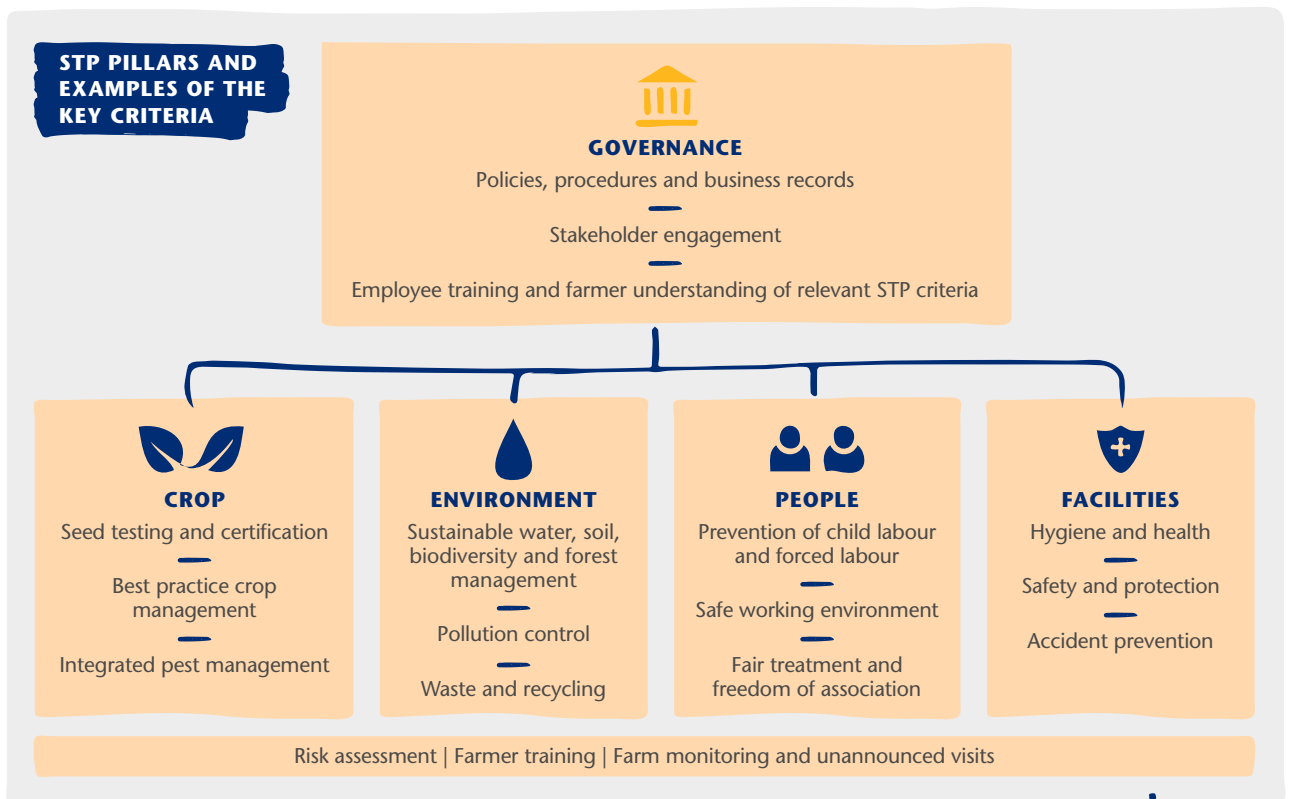 STP PILLARS AND
EXAMPLES OF THE
KEY CRITERIA
GOVERNANCE
Policies, procedures and business records
Stakeholder engagement
Employee training and farmer understanding of relevant STP criteria
CROP
Seed testing and certification
Best practice crop
management
Integrated pest management
ENVIRONMENT
Sustainable water, soil,
biodiversity and forest
management
Pollution control
Waste and recycling
PEOPLE
Prevention of child labour
and forced labour
Safe working environment
Fair treatment and
freedom of association
FACILITIES
Hygiene and health
Safety and protection
Accident prevention
Risk assessment | Farmer training | Farm monitoring and unannounced visits